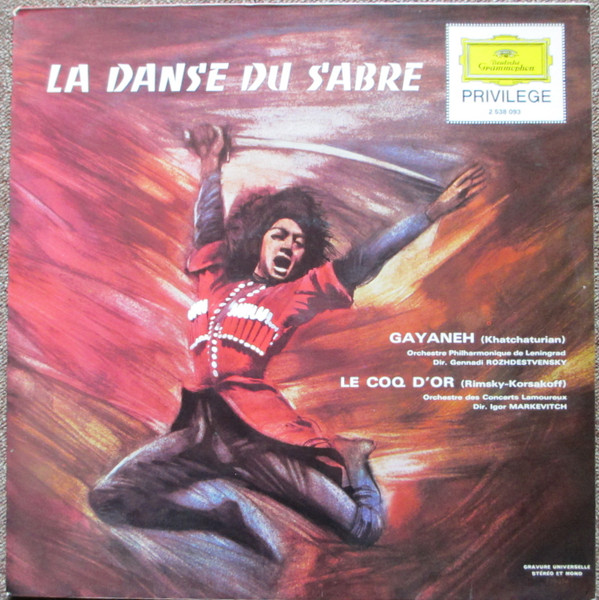 LA DANSE DU SABRE
Deutsche
Grammophon
PRIVILEGE
2 538 093
GAYANEH (Khatchaturian)
Orchestre Philharmonique de Leningrad
Dir. Gennadi ROZHDESTVENSKY
LE COQ D'OR (Rimsky-Korsakoff)
Orchestre des Concerts Lamoureux
Dir. Igor MARKEVITCH
GRAVURE UNIVERSELLE
STÉRÉO ET MONO